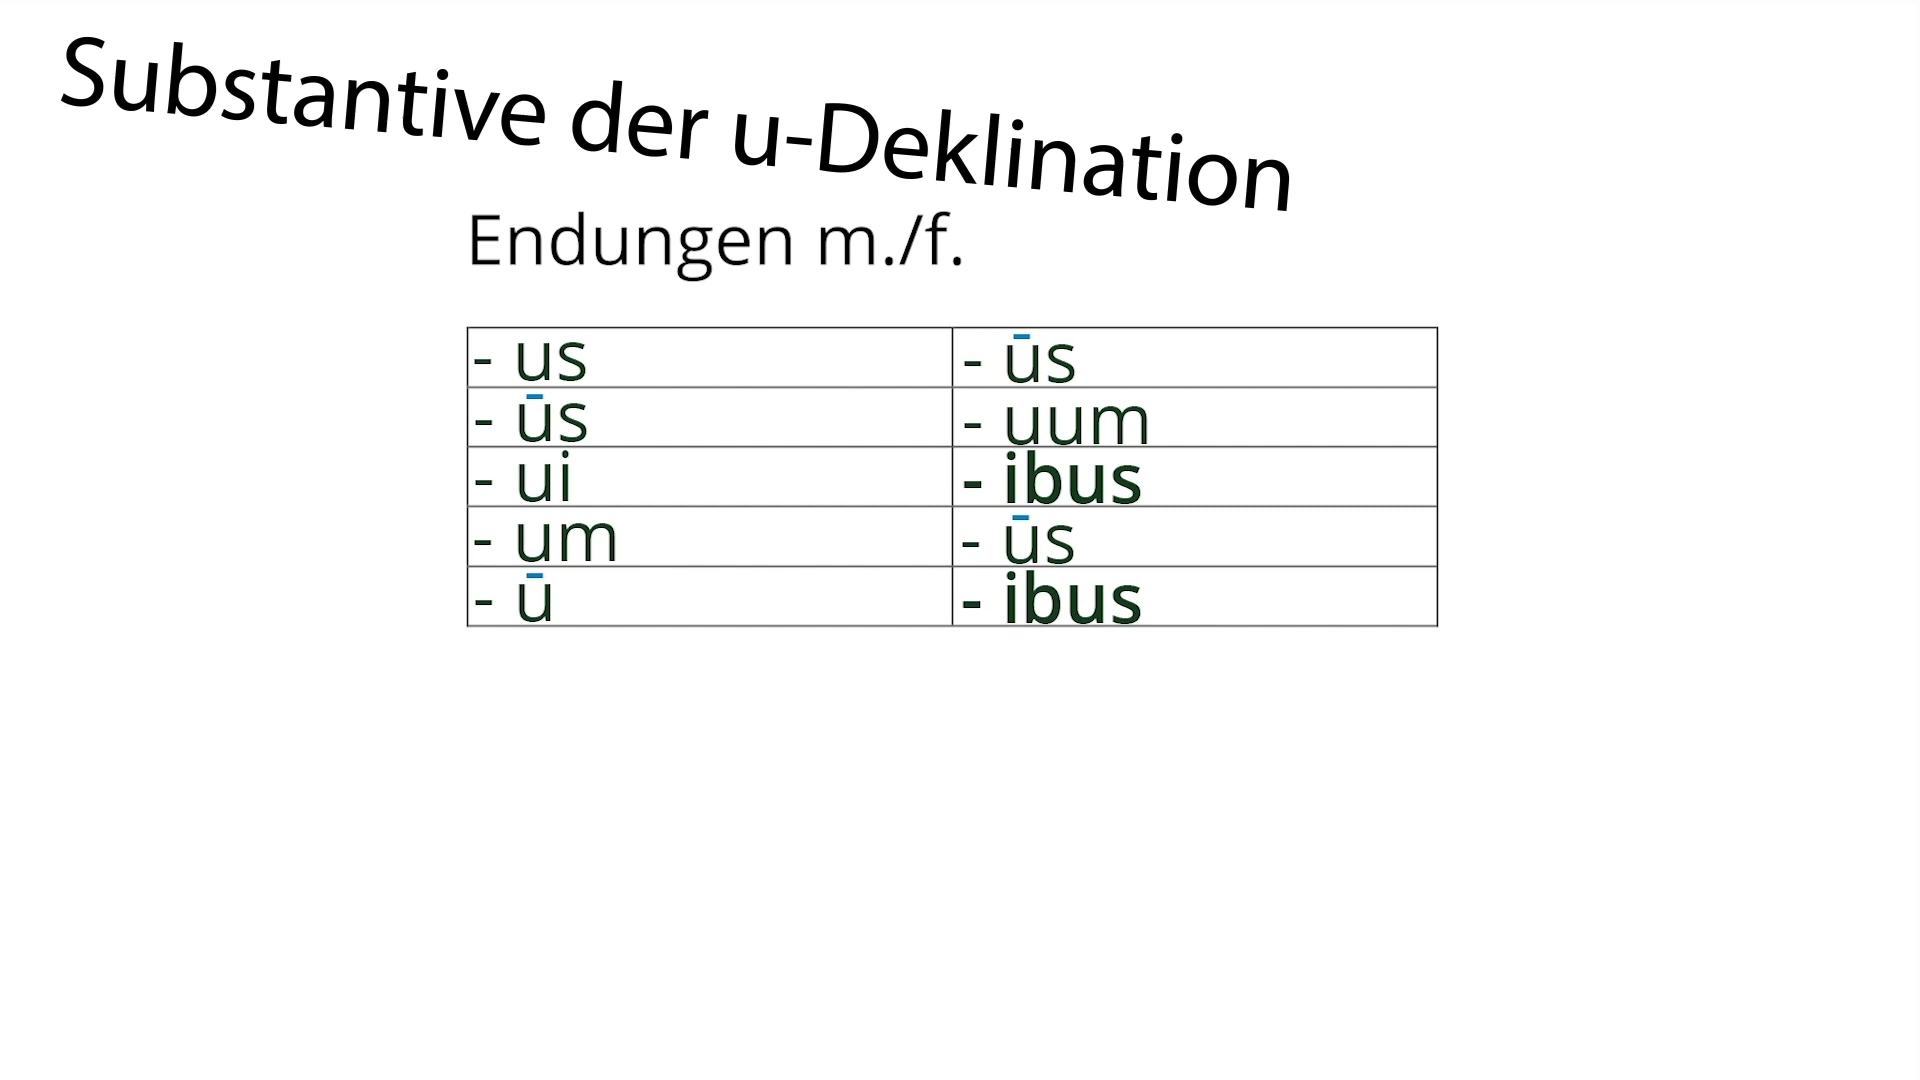 Substantive der u-Deklination
Endungen m./f.
- us - ūs
- ūs - uum
- ui - ibus
- um - ūs
- ū - ibus